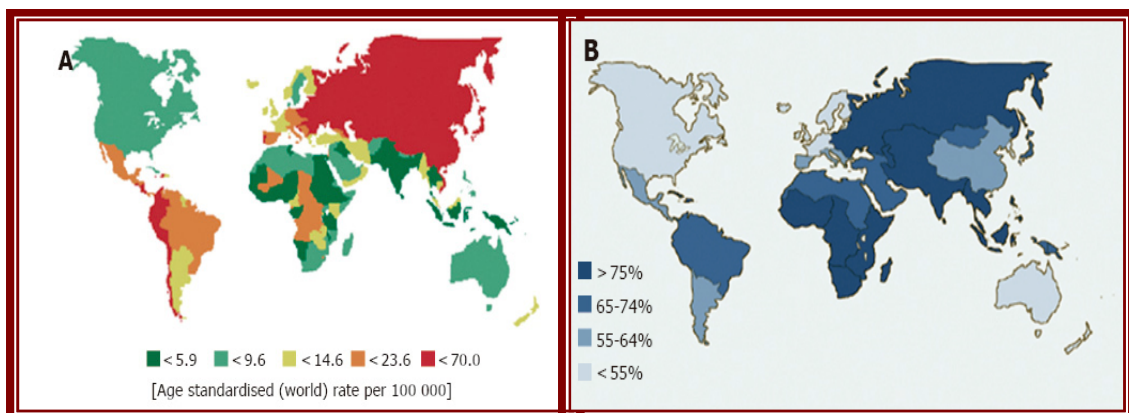 A
< 5.9 < 9.6 < 14.6 < 23.6 < 70.0
[Age standardised (world) rate per 100 000]
B
> 75%
65-74%
55-64%
< 55%